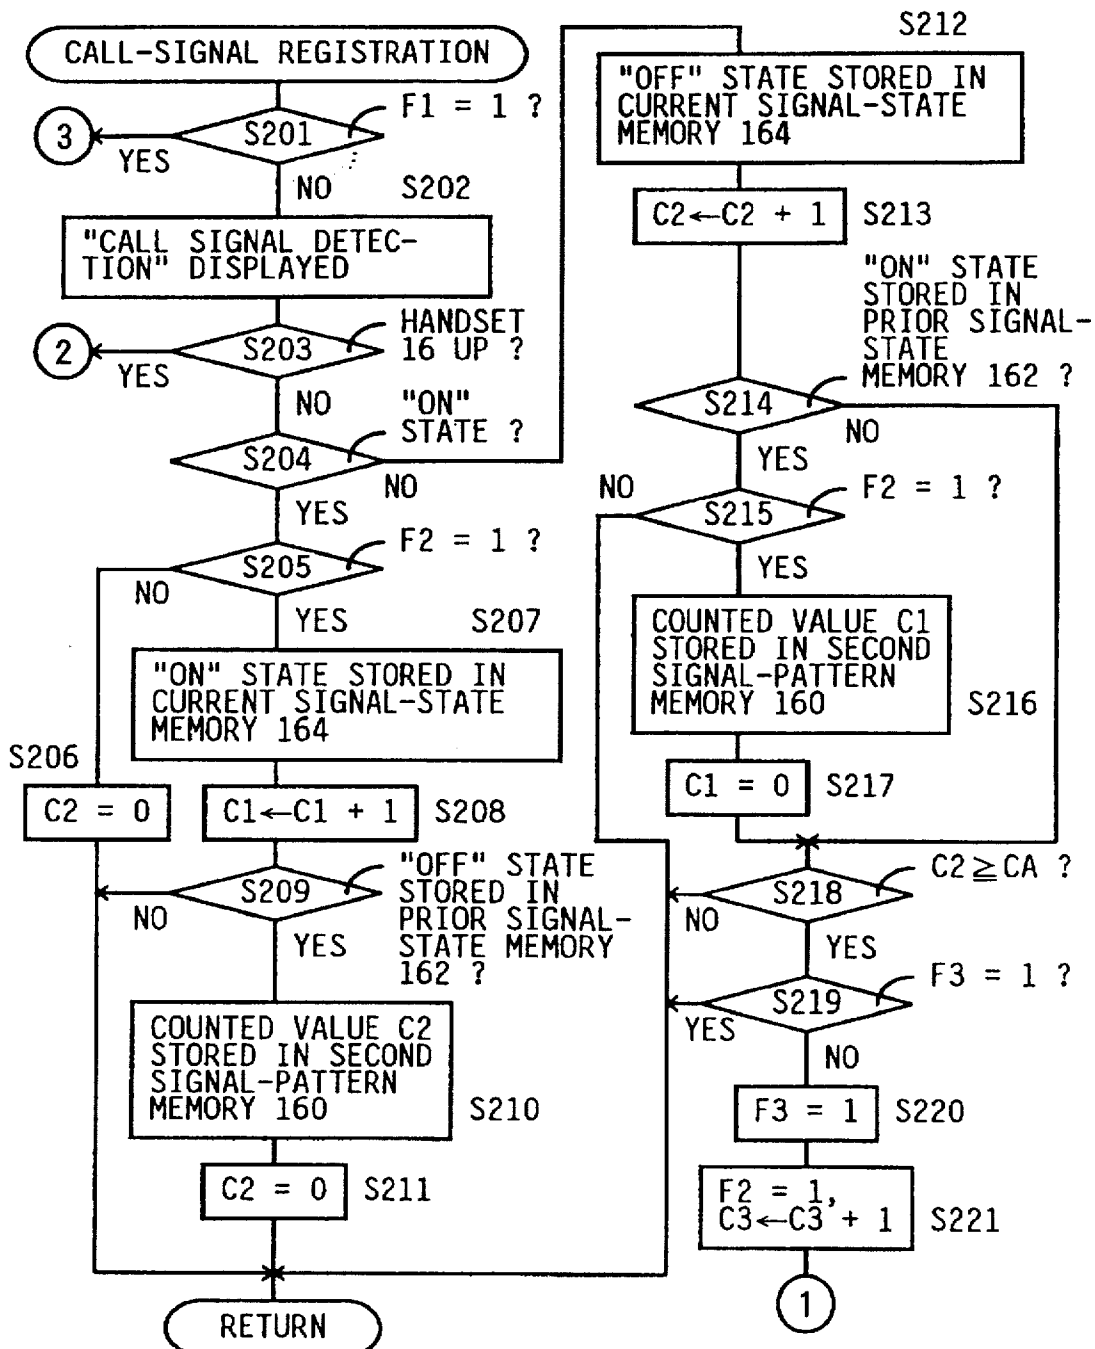 CALL-SIGNAL REGISTRATION
F1 = 1 ?
S201
3
YES
NO
S202
"CALL SIGNAL DETEC-
TION" DISPLAYED
HANDSET
16 UP ?
S203
2
YES
NO
"ON"
STATE ?
S204
NO
YES
F2 = 1 ?
S205
NO
YES
S207
"ON" STATE STORED IN
CURRENT SIGNAL-STATE
MEMORY 164
S206
C2 = 0
C1←C1 + 1
S208
"OFF" STATE
STORED IN
PRIOR SIGNAL-
STATE MEMORY
162 ?
S209
NO
YES
COUNTED VALUE C2
STORED IN SECOND
SIGNAL-PATTERN
MEMORY 160
S210
C2 = 0
S211
RETURN
S212
"OFF" STATE STORED IN
CURRENT SIGNAL-STATE
MEMORY 164
C2←C2 + 1
S213
"ON" STATE
STORED IN
PRIOR SIGNAL-
STATE
MEMORY 162 ?
S214
NO
YES
NO
F2 = 1 ?
S215
YES
COUNTED VALUE C1
STORED IN SECOND
SIGNAL-PATTERN
MEMORY 160
S216
C1 = 0
S217
C2≧CA ?
S218
NO
YES
F3 = 1 ?
S219
YES
NO
F3 = 1
S220
F2 = 1,
C3←C3 + 1
S221
1